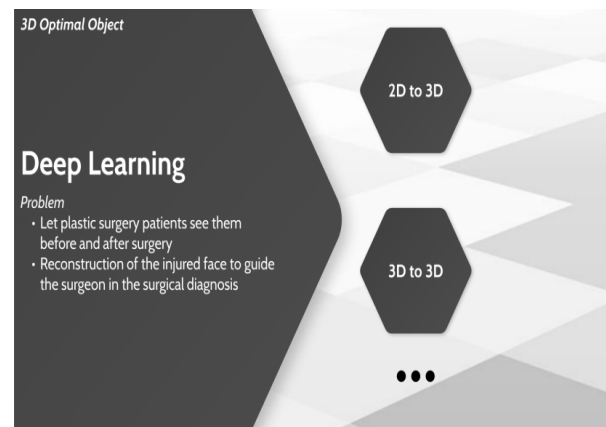 3D Optimal Object
Deep Learning
Problem
• Let plastic surgery patients see them
before and after surgery
• Reconstruction of the injured face to guide
the surgeon in the surgical diagnosis
2D to 3D
3D to 3D
●●●